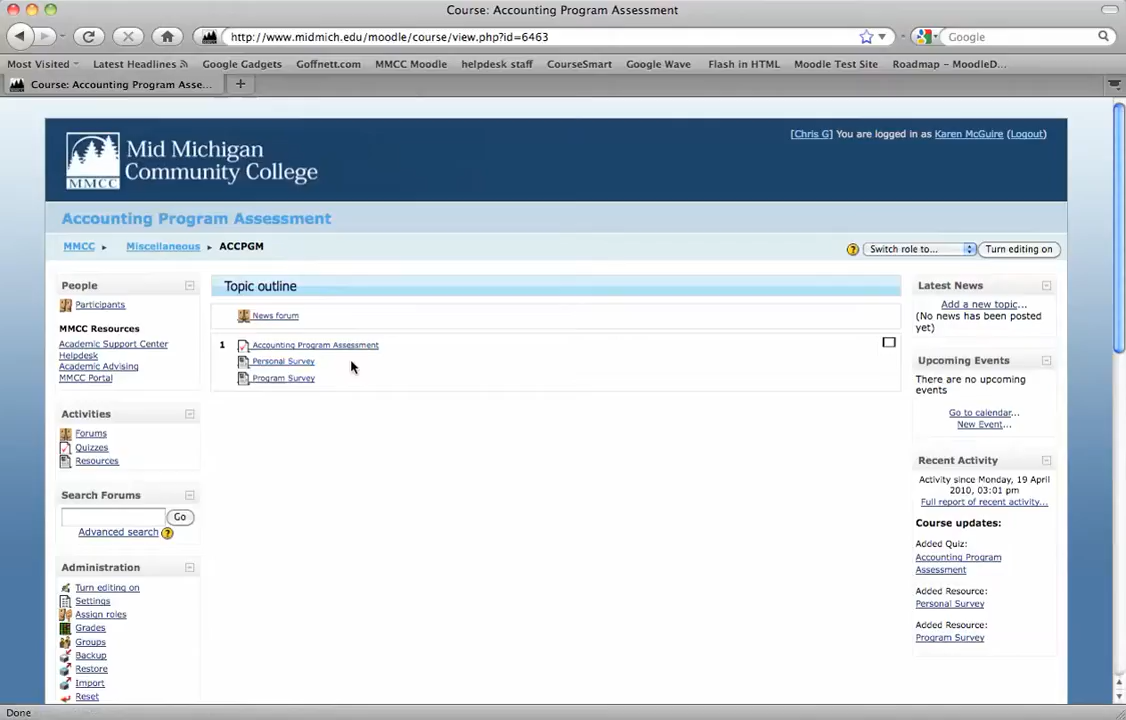 Course: Accounting Program Assessment
http://www.midmich.edu/moodle/course/view.php?id=6463
Google
Most Visited
Latest Headlines
Google Gadgets
Goffnett.com
MMCC Moodle
helpdesk staff
CourseSmart
Google Wave
Flash in HTML
Moodle Test Site
Roadmap - MoodleD...
Course: Accounting Program Asse...
Mid Michigan
Community College
MMCC
[Chris G] You are logged in as Karen McGuire (Logout)
Accounting Program Assessment
MMCC ► Miscellaneous ► ACCPGM
Switch role to...
Turn editing on
People
Participants
MMCC Resources
Academic Support Center
Helpdesk
Academic Advising
MMCC Portal
Activities
Forums
Quizzes
Resources
Search Forums
Go
Advanced search
Administration
Turn editing on
Settings
Assign roles
Grades
Groups
Backup
Restore
Import
Reset
Topic outline
News forum
1 Accounting Program Assessment
Personal Survey
Program Survey
Latest News
Add a new topic...
(No news has been posted
yet)
Upcoming Events
There are no upcoming
events
Go to calendar...
New Event...
Recent Activity
Activity since Monday, 19 April
2010, 03:01 pm
Full report of recent activity...
Course updates:
Added Quiz:
Accounting Program
Assessment
Added Resource:
Personal Survey
Added Resource:
Program Survey
Done